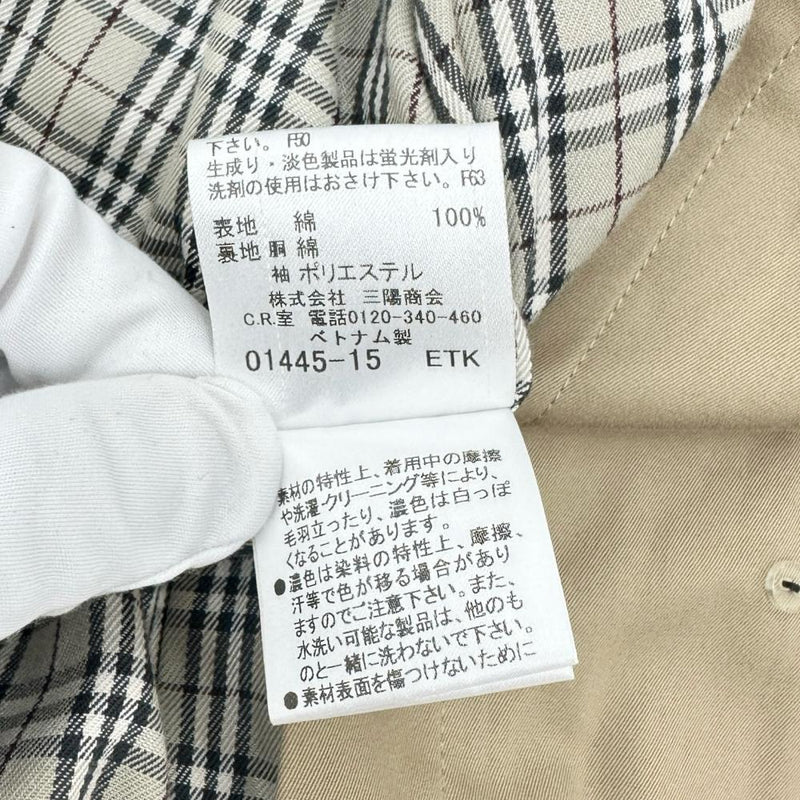 下さい。F50
生成り・淡色製品は蛍光剤入り
洗剤の使用はおさけ下さい。F63
表地 綿 100%
裏地 胴 綿
袖 ポリエステル
株式会社 三陽商会
C.R.室 電話0120-340-460
ベトナム製
01445-15 ETK
素材の特性上、着用中の摩擦
や洗濯・クリーニング等により、
毛羽立ったり、濃色は白っぽ
くなることがあります。
●濃色は染料の特性上、摩擦、
汗等で色が移る場合があり
ますのでご注意下さい。また、
水洗い可能な製品は、他のも
のと一緒に洗わないで下さい。
●素材表面を傷つけないために